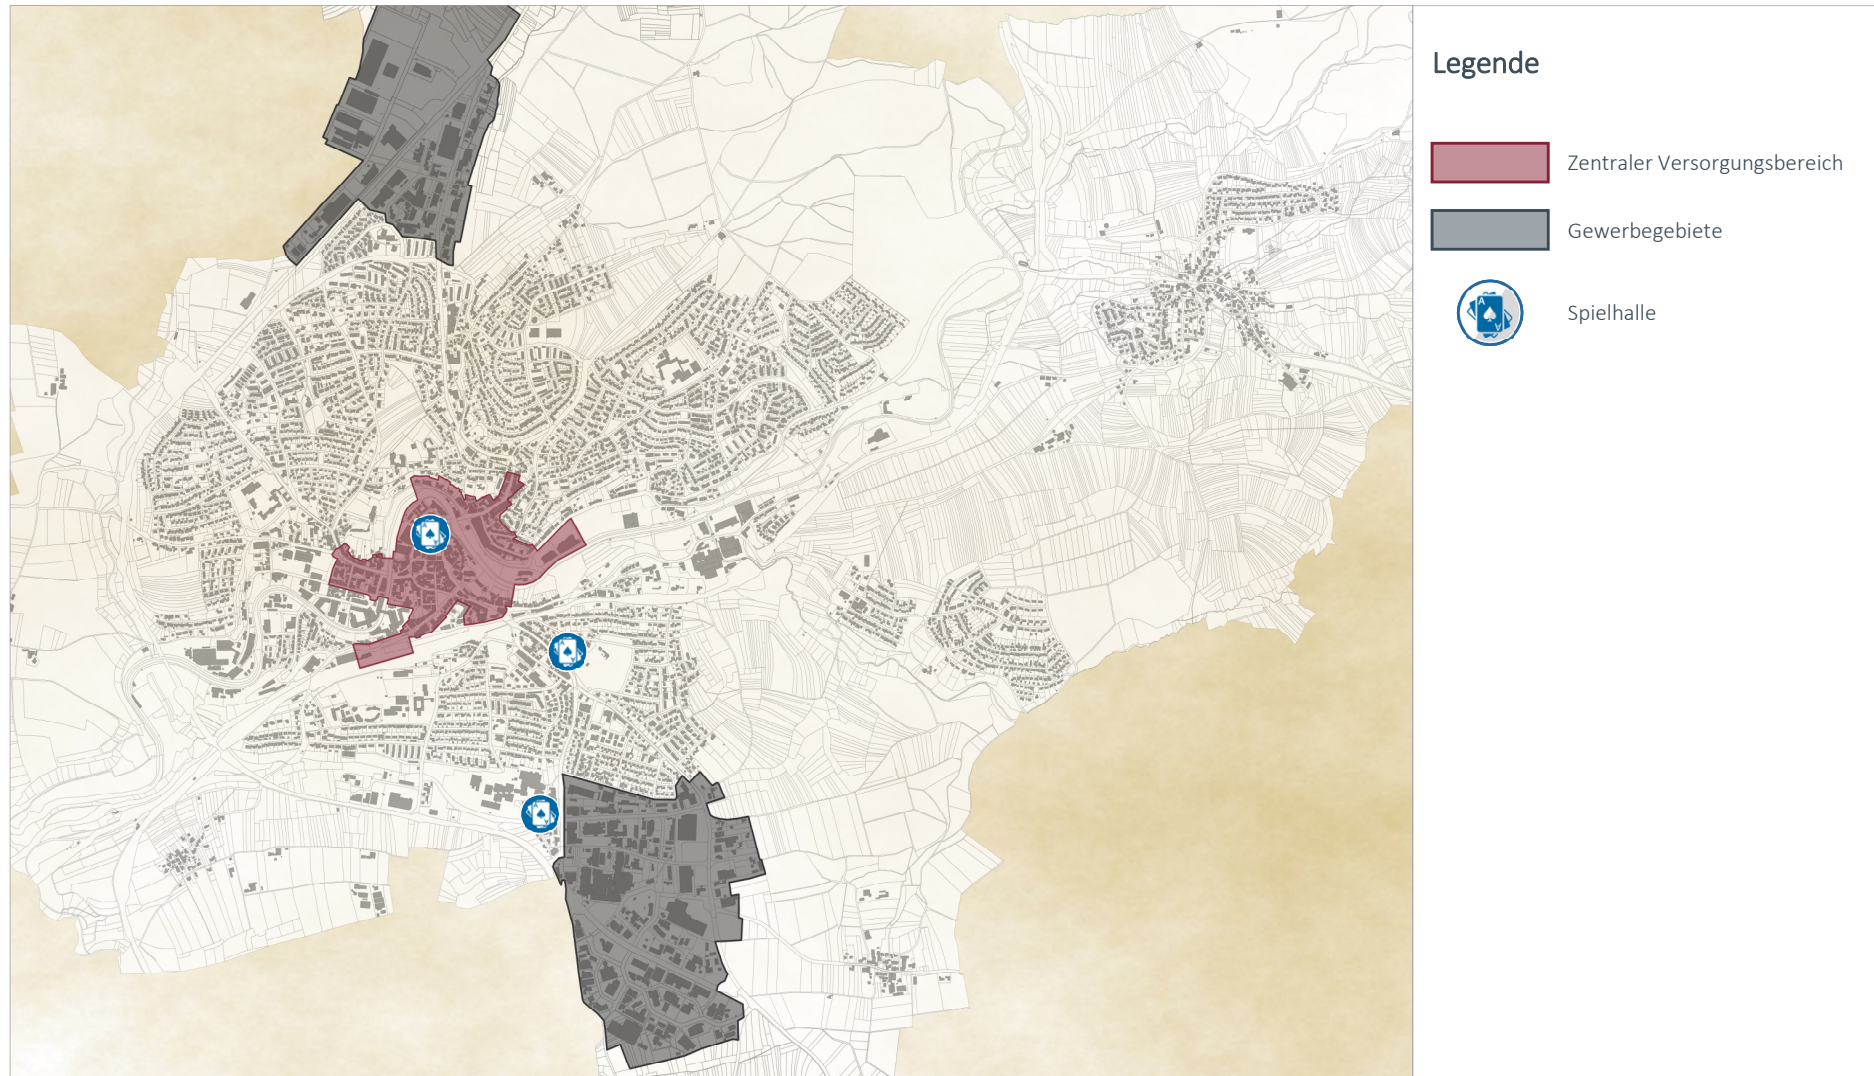 Legende
Zentraler Versorgungsbereich
Gewerbegebiete
A
A
Spielhalle